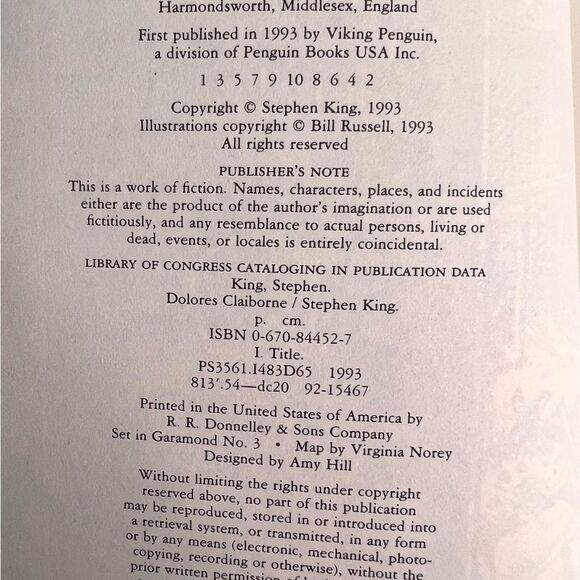 Harmondsworth, Middlesex, England
First published in 1993 by Viking Penguin,
a division of Penguin Books USA Inc.
1 3 5 7 9 10 8 6 4 2
Copyright © Stephen King, 1993
Illustrations copyright © Bill Russell, 1993
All rights reserved
PUBLISHER'S NOTE
This is a work of fiction. Names, characters, places, and incidents
either are the product of the author's imagination or are used
fictitiously, and any resemblance to actual persons, living or
dead, events, or locales is entirely coincidental.
LIBRARY OF CONGRESS CATALOGING IN PUBLICATION DATA
King, Stephen.
Dolores Claiborne / Stephen King.
p. cm.
ISBN 0-670-84452-7
I. Title.
PS3561.I483D65 1993
813'.54—dc20 92-15467
Printed in the United States of America by
R. R. Donnelley & Sons Company
Set in Garamond No. 3 • Map by Virginia Norey
Designed by Amy Hill
Without limiting the rights under copyright
reserved above, no part of this publication
may be reproduced, stored in or introduced into
a retrieval system, or transmitted, in any form
or by any means (electronic, mechanical, photo-
copying, recording or otherwise), without the
prior written permission of